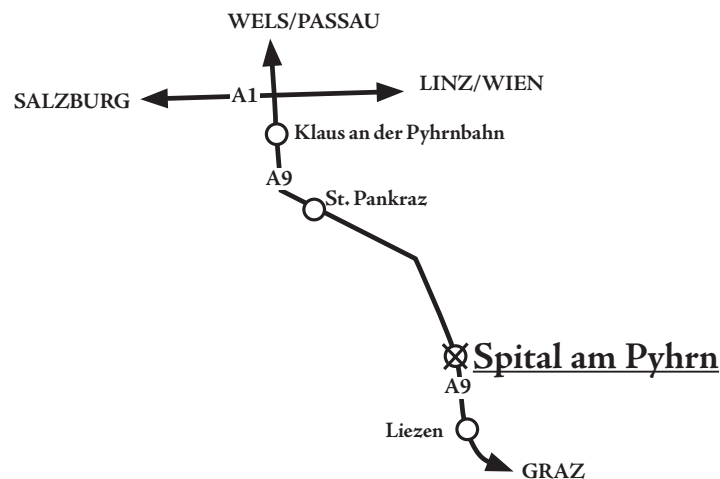 WELS/PASSAU
LINZ/WIEN
SALZBURG
A1
Klaus an der Pyhrnbahn
A9
St. Pankraz
Spital am Pyhrn
A9
Liezen
GRAZ